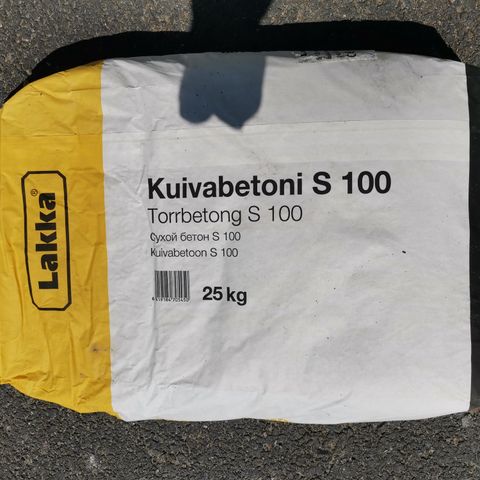 Lakka®
Kuivabetoni S 100
Torrbetong S 100
Сухой бетон S 100
Kuivabetoon S 100
25 kg